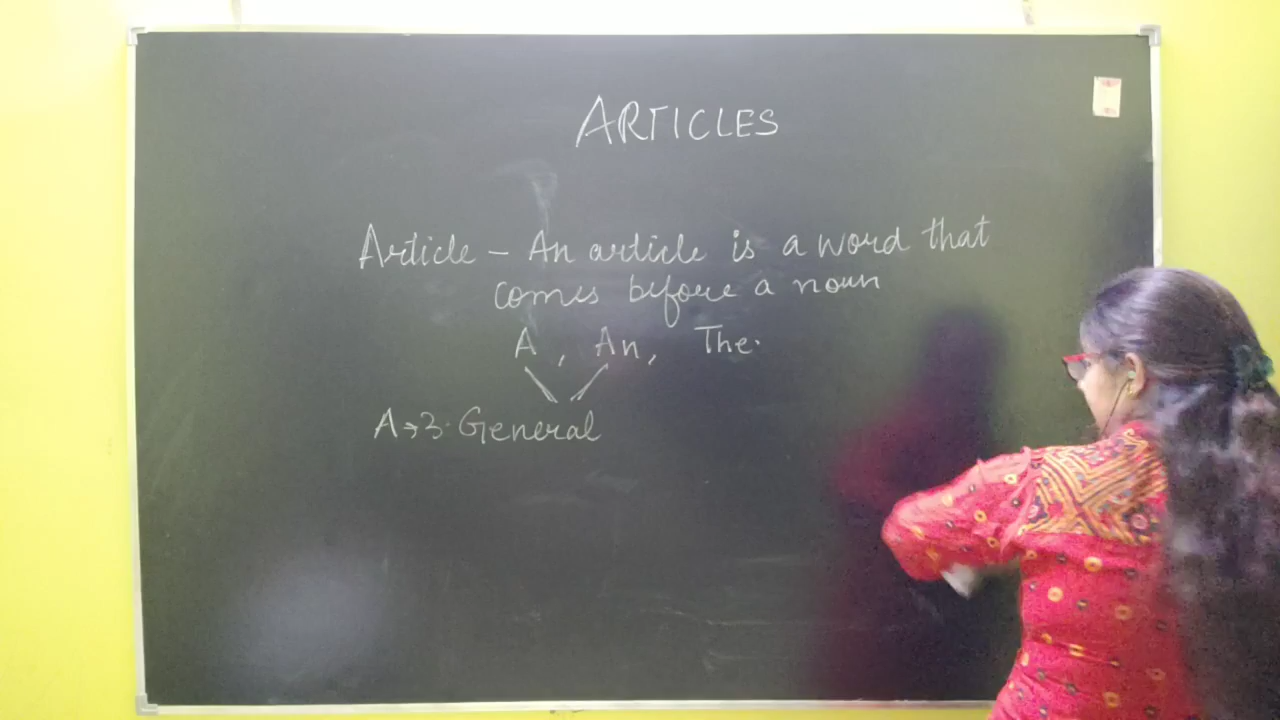 ARTICLES
Article – An article is a word that
comes before a noun
A , An, The.
A→3. General